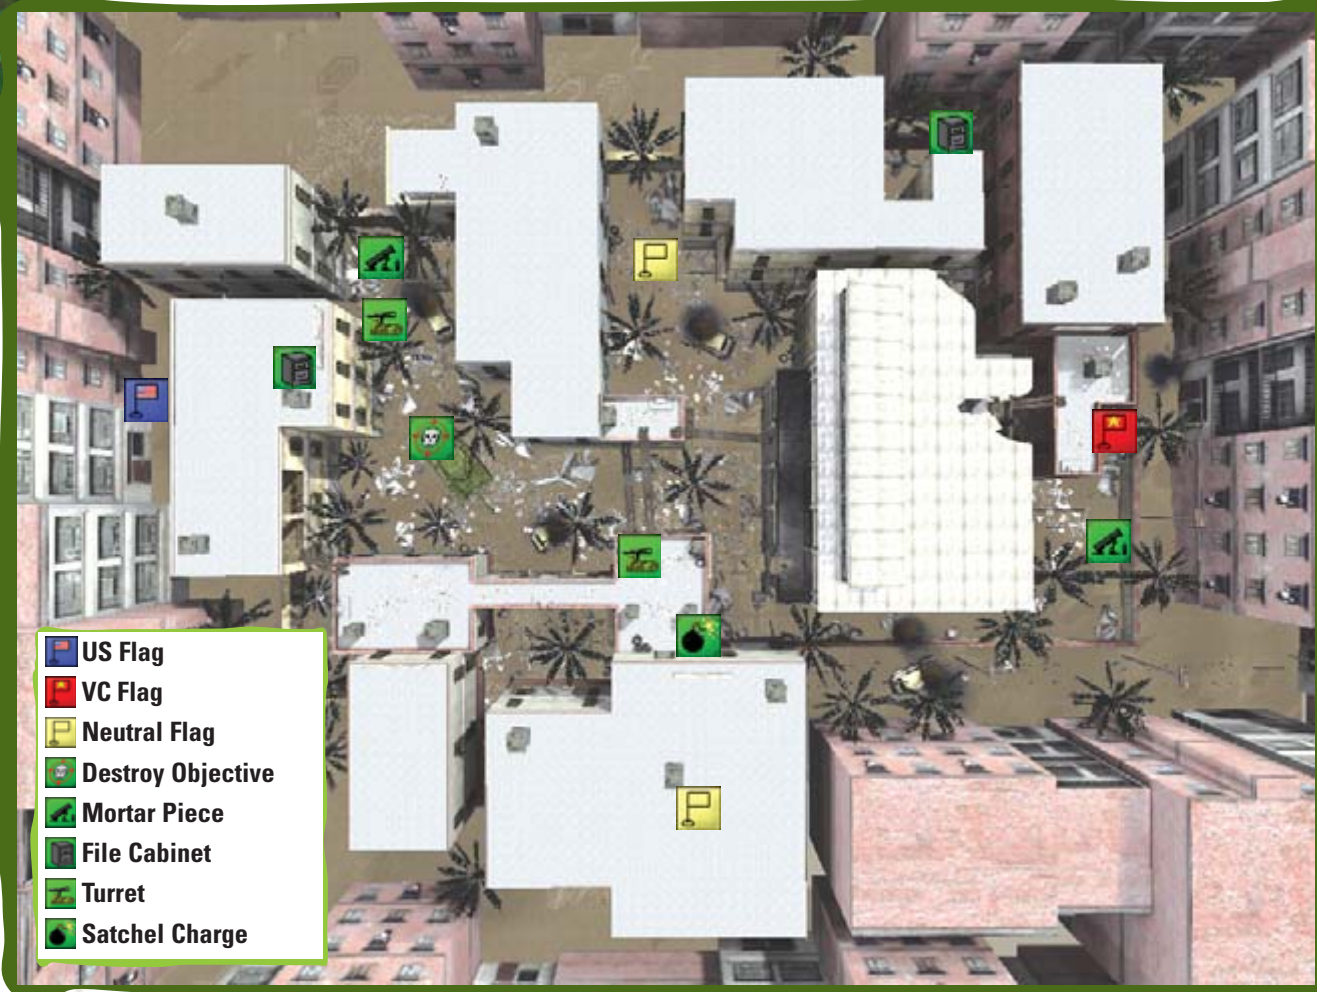 US Flag
VC Flag
Neutral Flag
Destroy Objective
Mortar Piece
File Cabinet
Turret
Satchel Charge